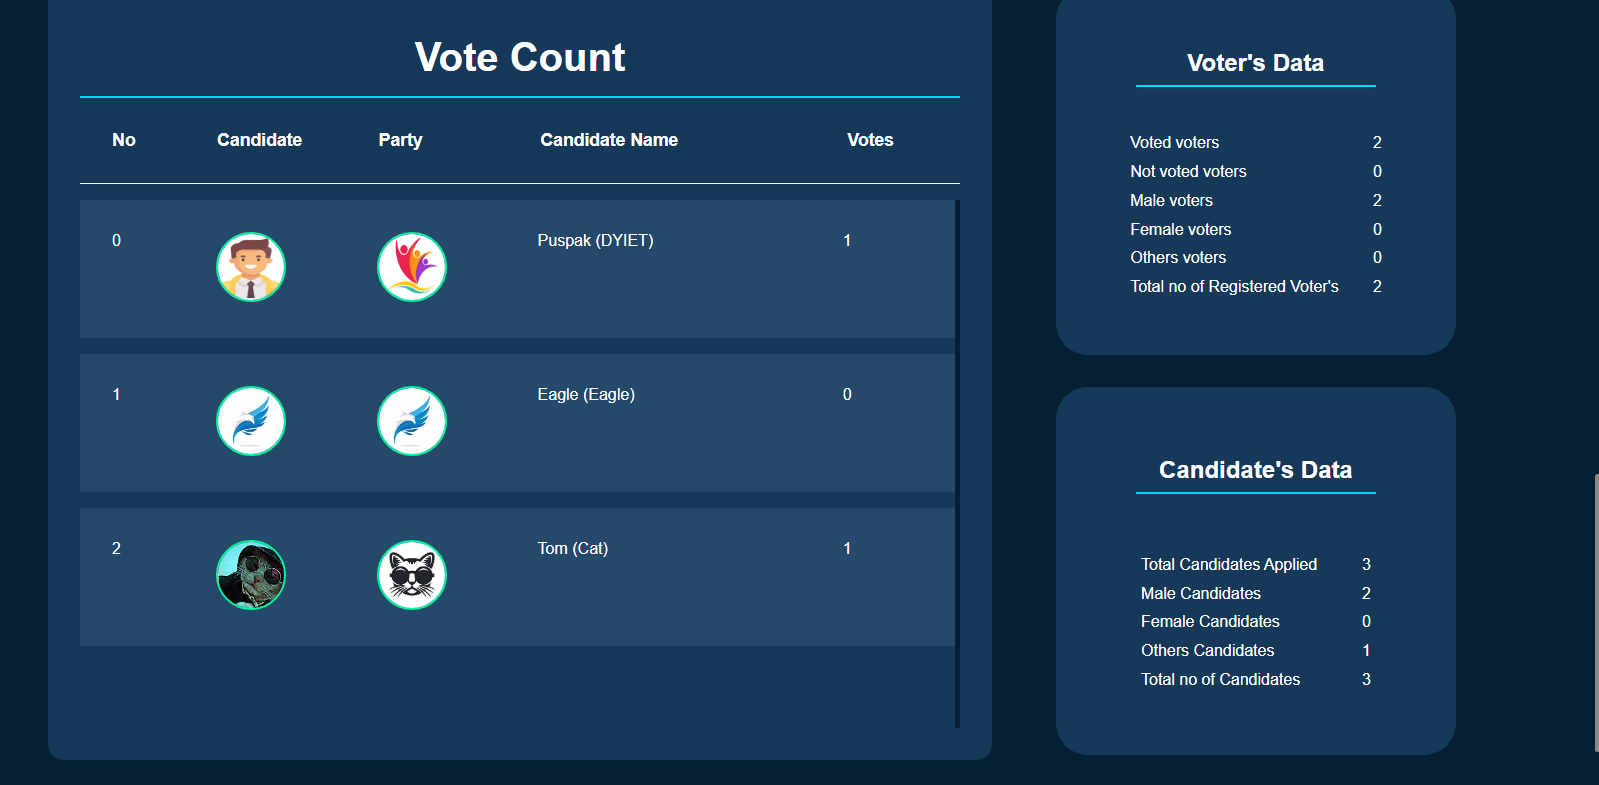 Vote Count
No Candidate Party Candidate Name Votes
0 Puspak (DYIET) 1
1 Eagle (Eagle) 0
2 Tom (Cat) 1
Voter's Data
Voted voters 2
Not voted voters 0
Male voters 2
Female voters 0
Others voters 0
Total no of Registered Voter's 2
Candidate's Data
Total Candidates Applied 3
Male Candidates 2
Female Candidates 0
Others Candidates 1
Total no of Candidates 3